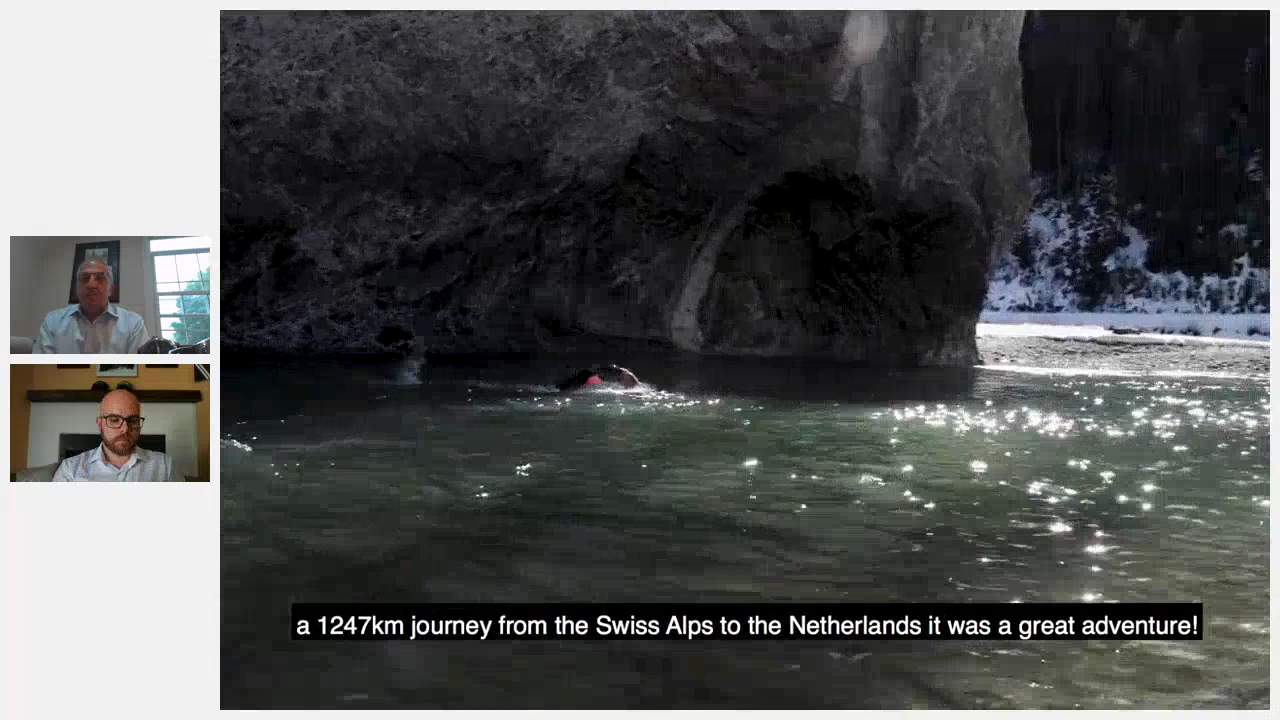 a 1247km journey from the Swiss Alps to the Netherlands it was a great adventure!